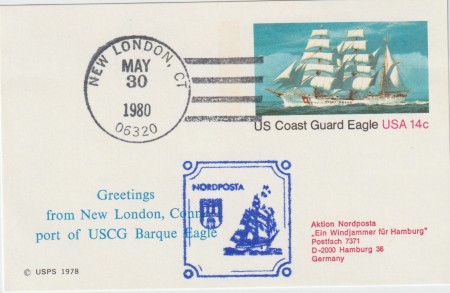 NEW LONDON, CT
MAY
30
1980
06320
US Coast Guard Eagle USA 14c
NORDPOSTA
Greetings
from New London, Conn
port of USCG Barque Eagle
Aktion Nordposta
„Ein Windjammer für Hamburg"
Postfach 7371
D-2000 Hamburg 36
Germany
© USPS 1978